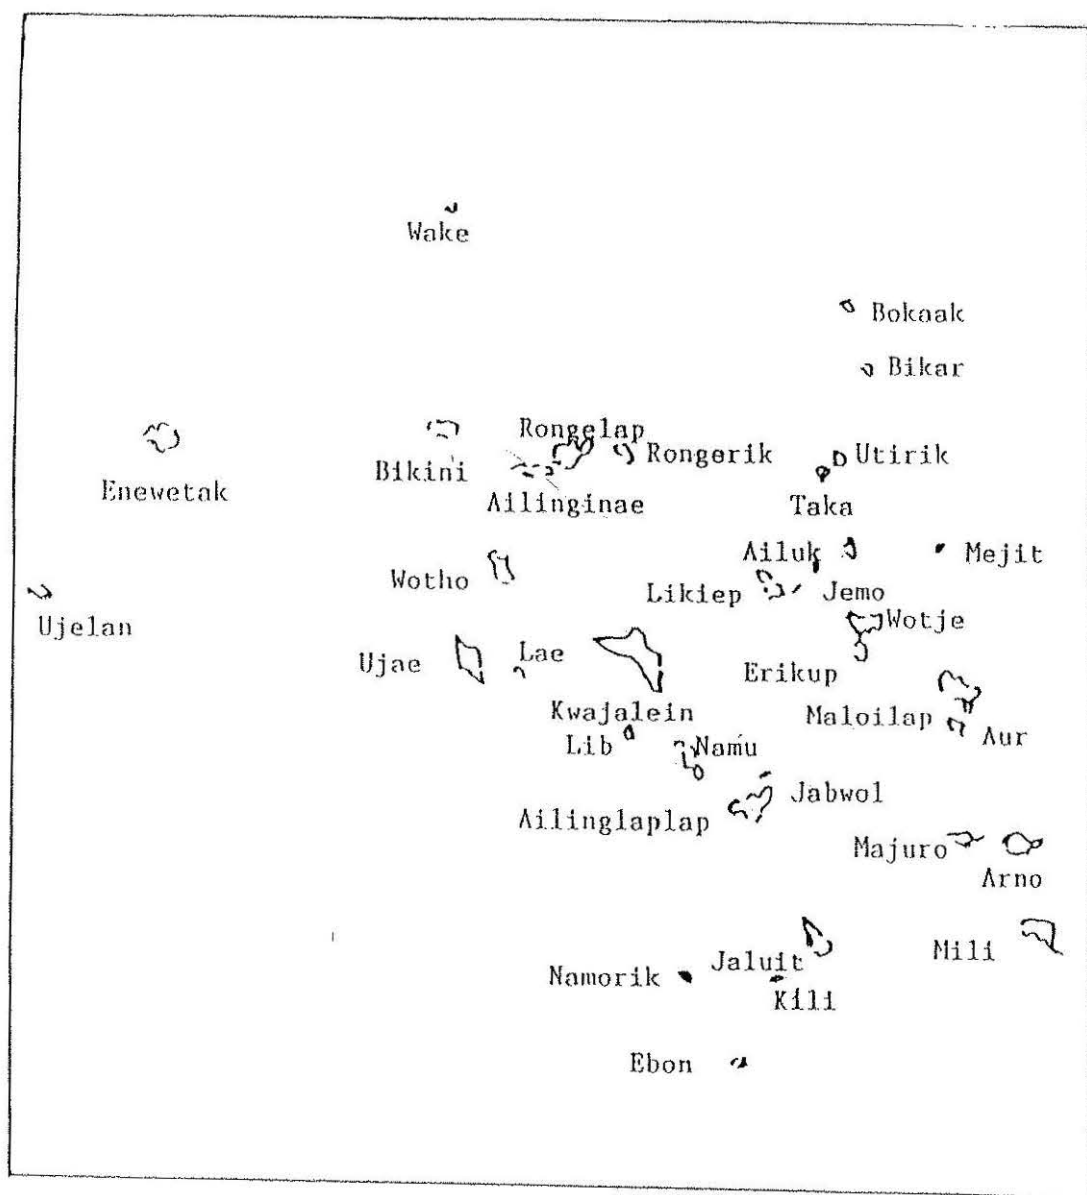 Wake
Bokaak
Bikar
Rongelap
Rongerik
Utirik
Bikini
Enewetak
Ailinginae
Taka
Ailuk
Mejit
Wotho
Likiep
Jemo
Ujelan
Wotje
Ujae
Lae
Erikup
Kwajalein
Maloilap
Aur
Lib
Namu
Jabwol
Ailinglaplap
Majuro
Arno
Mili
Jaluit
Namorik
Kili
Ebon